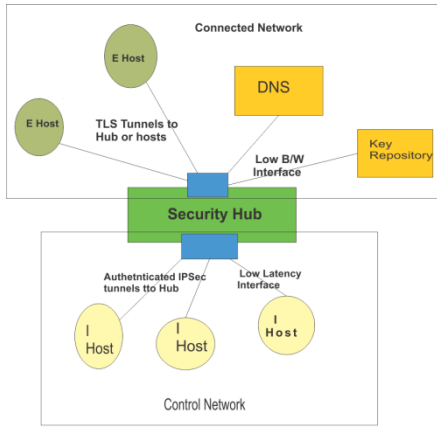 Connected Network
E Host
E Host
TLS Tunnels to
Hub or hosts
DNS
Low B/W
Interface
Key
Repository
Security Hub
Authetnticated IPSec
tunnels tto Hub
Low Latency
Interface
I
Host
I
Host
I
Host
Control Network